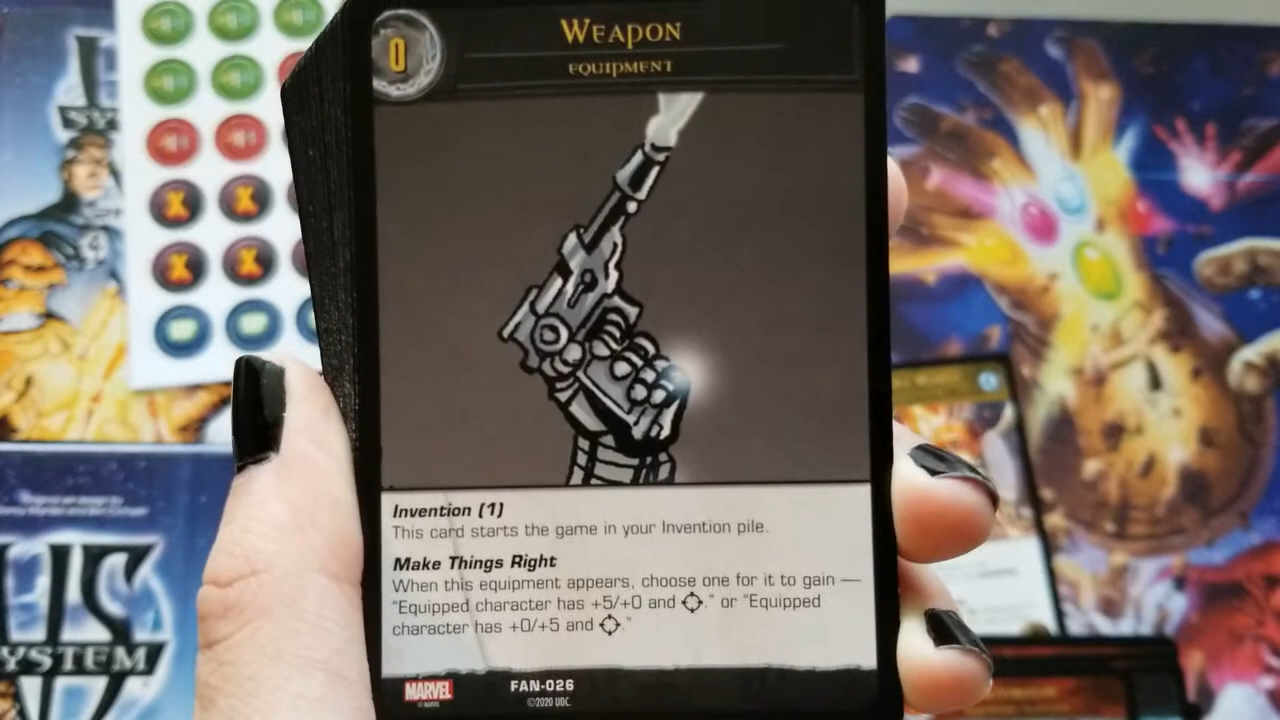 0
WEAPON
EQUIPMENT
Invention (1)
This card starts the game in your Invention pile.
Make Things Right
When this equipment appears, choose one for it to gain —
“Equipped character has +5/+0 and .” or “Equipped
character has +0/+5 and .”
MARVEL
FAN-026
©2020 UDC.
VS
SYSTEM